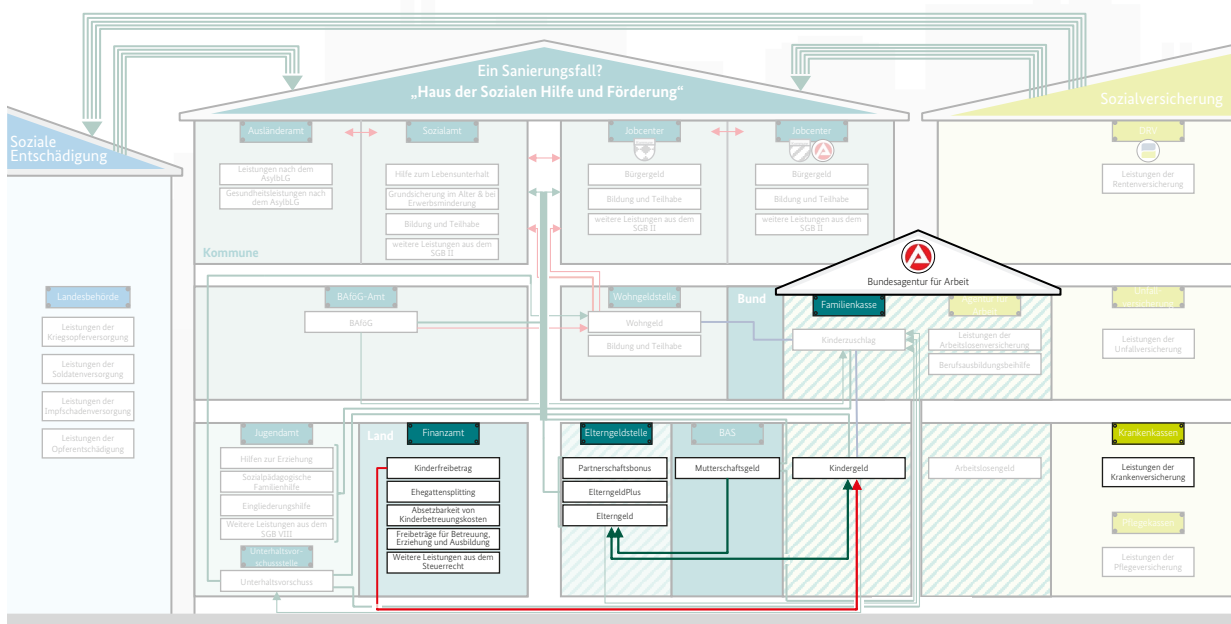 Ein Sanierungsfall?
„Haus der Sozialen Hilfe und Förderung“
Soziale
Entschädigung
Sozialversicherung
Ausländeramt
Leistungen nach dem
AsylbLG
Gesundheitsleistungen nach
dem AsylbLG
Sozialamt
Hilfe zum Lebensunterhalt
Grundsicherung im Alter & bei
Erwerbsminderung
Bildung und Teilhabe
weitere Leistungen aus dem
SGB II
Kommune
Jobcenter
Bürgergeld
Bildung und Teilhabe
weitere Leistungen aus dem
SGB II
Jobcenter
Bürgergeld
Bildung und Teilhabe
weitere Leistungen aus dem
SGB II
DRV
Leistungen der
Rentenversicherung
Bundesagentur für Arbeit
Landesbehörde
Leistungen der
Kriegsopferversorgung
Leistungen der
Soldatenversorgung
Leistungen der
Impfschadenversorgung
Leistungen der
Opferentschädigung
BAföG-Amt
BAföG
Wohngeldstelle
Wohngeld
Bildung und Teilhabe
Bund
Familienkasse
Kinderzuschlag
Agentur für
Arbeit
Leistungen der
Arbeitslosenversicherung
Berufsausbildungsbeihilfe
Unfall
Leistungen der
Unfallversicherung
Jugendamt
Hilfen zur Erziehung
Sozialpädagogische
Familienhilfe
Eingliederungshilfe
Weitere Leistungen aus dem
SGB VIII
Unterhaltsvor-
schussstelle
Unterhaltsvorschuss
Land
Finanzamt
Kinderfreibetrag
Ehegattensplitting
Absetzbarkeit von
Kinderbetreuungskosten
Freibeträge für Betreuung,
Erziehung und Ausbildung
Weitere Leistungen aus dem
Steuerrecht
Elterngeldstelle
Partnerschaftsbonus
ElterngeldPlus
Elterngeld
BAS
Mutterschaftsgeld
Kindergeld
Arbeitslosengeld
Krankenkassen
Leistungen der
Krankenversicherung
Pflegekassen
Leistungen der
Pflegeversicherung